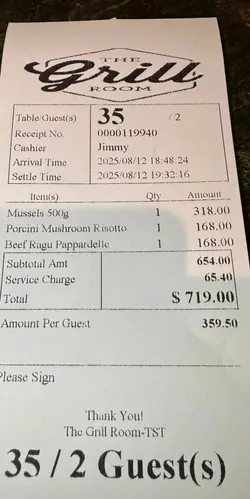 THE
Grill
ROOM
Table/Guest(s) 35 / 2
Receipt No. 0000119940
Cashier Jimmy
Arrival Time 2025/08/12 18:48:24
Settle Time 2025/08/12 19:32:16
Item(s) Qty Amount
Mussels 500g 1 318.00
Porcini Mushroom Risotto 1 168.00
Beef Ragu Pappardelle 1 168.00
Subtotal Amt 654.00
Service Charge 65.40
Total $ 719.00
Amount Per Guest 359.50
Please Sign
Thank You!
The Grill Room-TST
35 / 2 Guest(s)